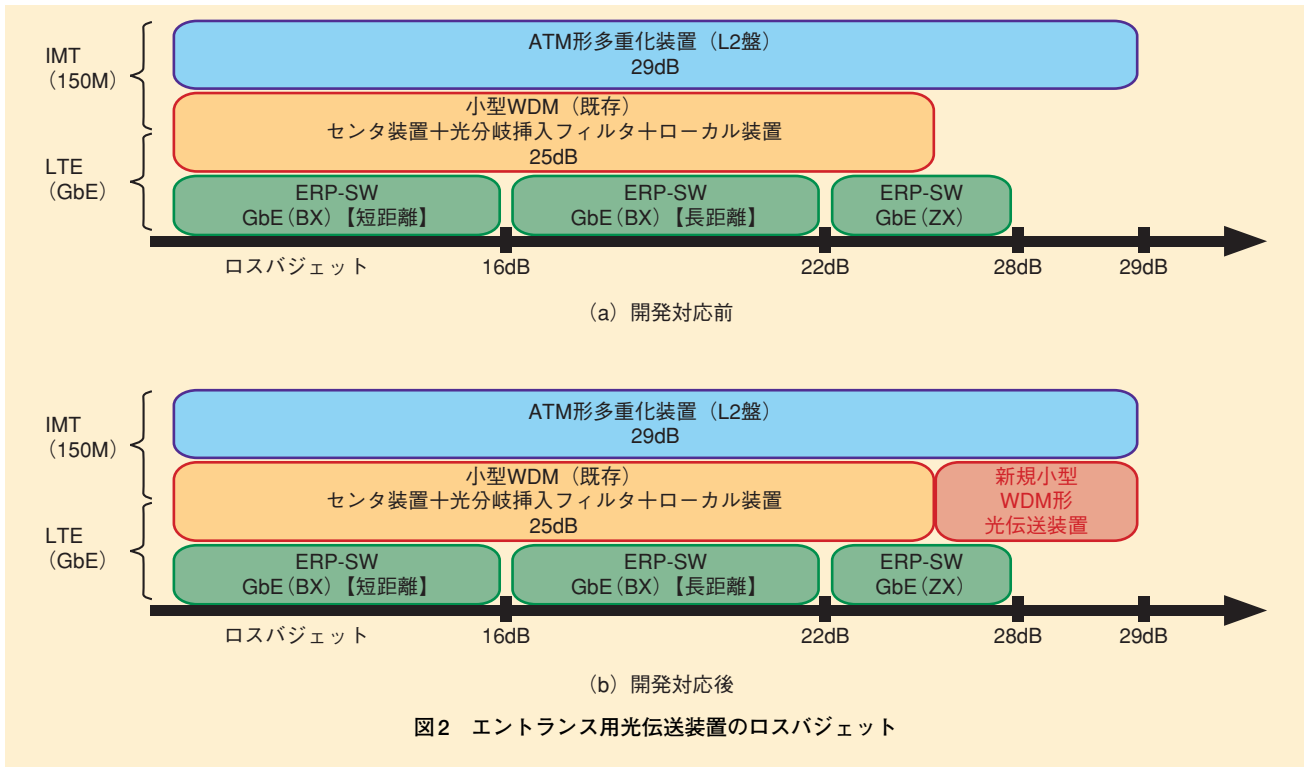 IMT
（150M）
LTE
（GbE）
ATM形多重化装置（L2盤）
29dB
小型WDM（既存）
センタ装置＋光分岐挿入フィルタ＋ローカル装置
25dB
ERP-SW
GbE（BX）【短距離】
ERP-SW
GbE（BX）【長距離】
ERP-SW
GbE（ZX）
ロスバジェット
16dB
22dB
28dB
29dB
（a）開発対応前
IMT
（150M）
LTE
（GbE）
ATM形多重化装置（L2盤）
29dB
小型WDM（既存）
センタ装置＋光分岐挿入フィルタ＋ローカル装置
25dB
新規小型
WDM形
光伝送装置
ERP-SW
GbE（BX）【短距離】
ERP-SW
GbE（BX）【長距離】
ERP-SW
GbE（ZX）
ロスバジェット
16dB
22dB
28dB
29dB
（b）開発対応後
図2　エントランス用光伝送装置のロスバジェット